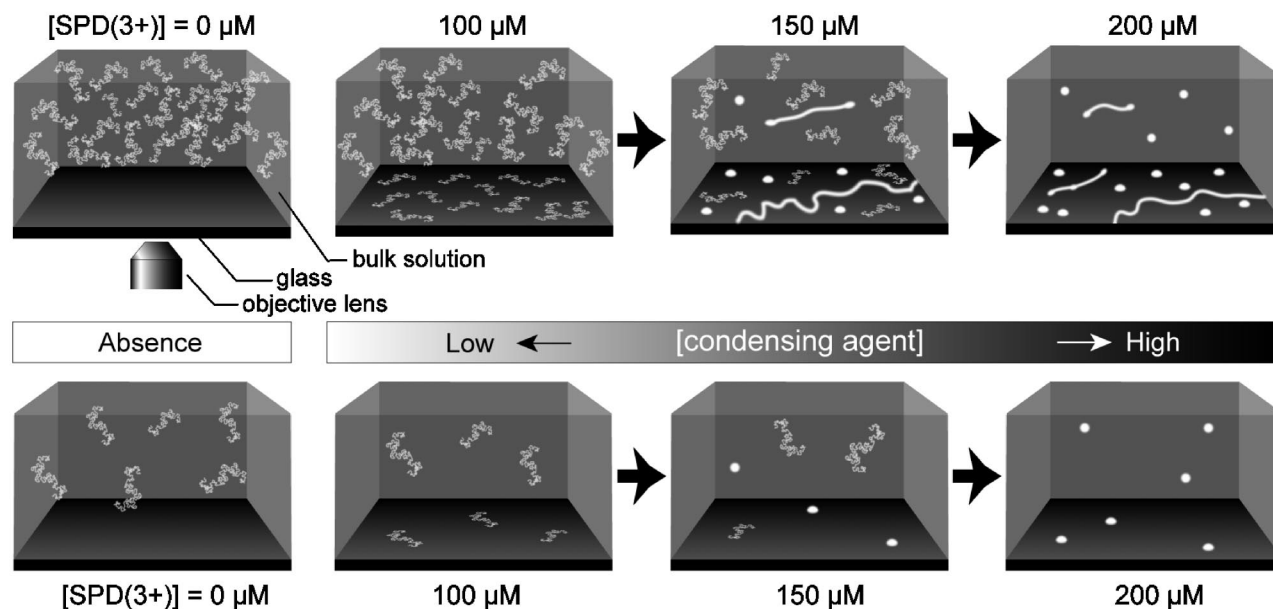 [SPD(3+)] = 0 µM 100 µM 150 µM 200 µM
bulk solution
glass
objective lens
Absence Low [condensing agent] High
[SPD(3+)] = 0 µM 100 µM 150 µM 200 µM